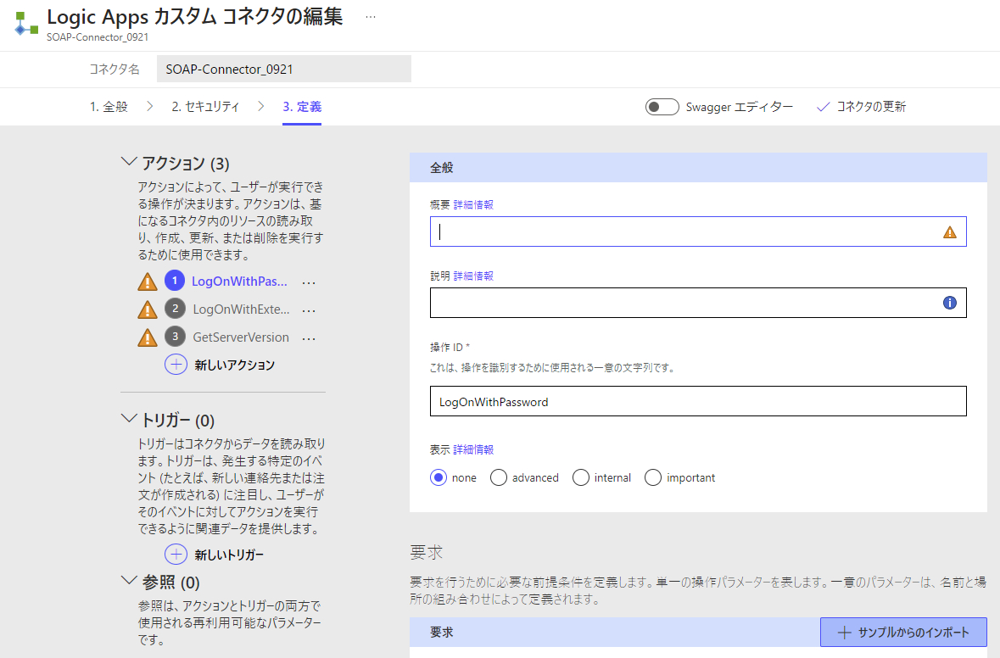 Logic Apps カスタム コネクタの編集 …
SOAP-Connector_0921
コネクタ名
SOAP-Connector_0921
1. 全般
2. セキュリティ
3. 定義
Swagger エディター
コネクタの更新
アクション (3)
アクションによって、ユーザーが実行でき
る操作が決まります。アクションは、基
になるコネクタ内のリソースの読み取
り、作成、更新、または削除を実行す
るために使用できます。
1 LogOnWithPas... ...
2 LogOnWithExte... ...
3 GetServerVersion ...
新しいアクション
トリガー (0)
トリガーはコネクタからデータを読み取り
ます。トリガーは、発生する特定のイベ
ント (たとえば、新しい連絡先または注
文が作成される) に注目し、ユーザーが
そのイベントに対してアクションを実行
できるように関連データを提供します。
新しいトリガー
参照 (0)
参照は、アクションとトリガーの両方で
使用される再利用可能なパラメーター
です。
全般
概要 詳細情報
説明 詳細情報
操作 ID *
これは、操作を識別するために使用される一意の文字列です。
LogOnWithPassword
表示 詳細情報
none
advanced
internal
important
要求
要求を行うために必要な前提条件を定義します。単一の操作パラメーターを表します。一意のパラメーターは、名前と場
所の組み合わせによって定義されます。
要求
サンプルからのインポート